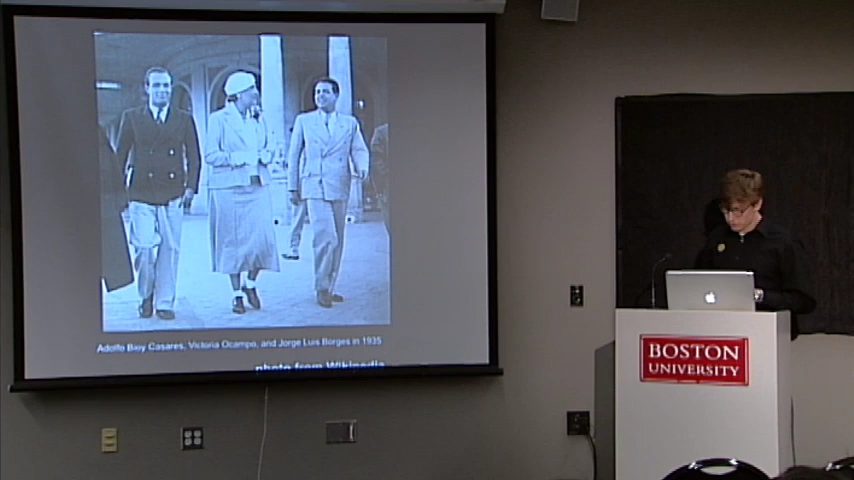 Adolfo Bioy Casares, Victoria Ocampo, and Jorge Luis Borges in 1935
photo from Wikipedia
BOSTON
UNIVERSITY